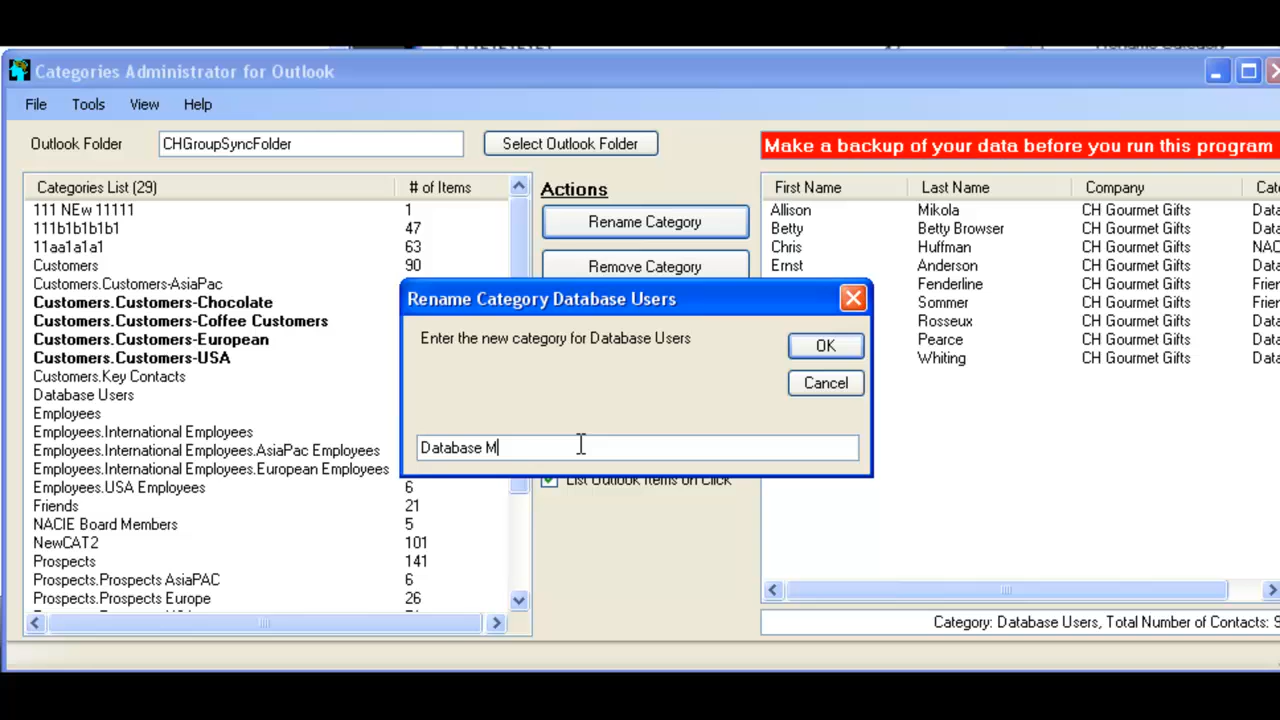 Categories Administrator for Outlook
File Tools View Help
Outlook Folder CHGroupSyncFolder Select Outlook Folder Make a backup of your data before you run this program
Categories List (29) # of Items
111 NEw 11111 1
111b1b1b1b1 47
11aa1a1a1 63
Customers 90
Customers.Customers-AsiaPac
Customers.Customers-Chocolate
Customers.Customers-Coffee Customers
Customers.Customers-European
Customers.Customers-USA
Customers.Key Contacts
Database Users
Employees
Employees.International Employees
Employees.International Employees.AsiaPac Employees
Employees.International Employees.European Employees
Employees.USA Employees 6
Friends 21
NACIE Board Members 5
NewCAT2 101
Prospects 141
Prospects.Prospects AsiaPAC 6
Prospects.Prospects Europe 26
Actions
Rename Category
Remove Category
Rename Category Database Users
Enter the new category for Database Users
OK
Cancel
Database M
List Outlook Items on Click
First Name Last Name Company
Allison Mikola CH Gourmet Gifts
Betty Betty Browser CH Gourmet Gifts
Chris Huffman CH Gourmet Gifts
Ernst Anderson CH Gourmet Gifts
Fenderline CH Gourmet Gifts
Sommer CH Gourmet Gifts
Rosseux CH Gourmet Gifts
Pearce CH Gourmet Gifts
Whiting CH Gourmet Gifts
Category: Database Users, Total Number of Contacts: 9